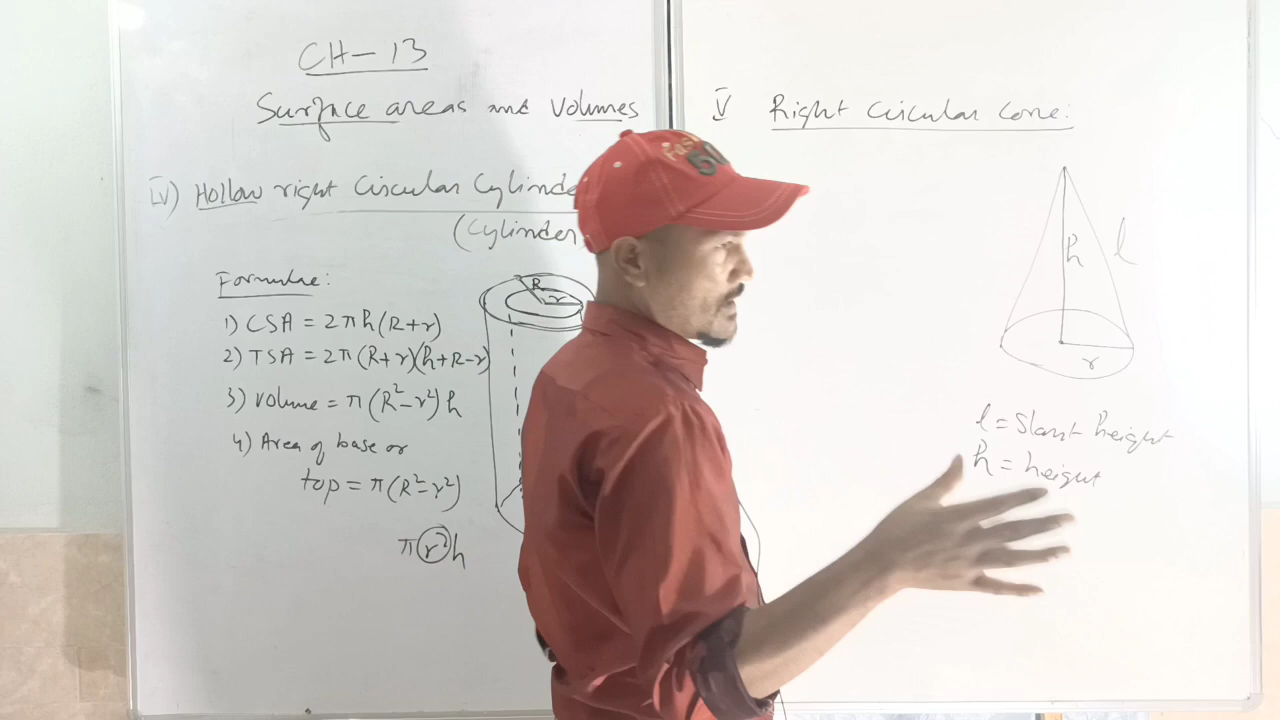 CH-13
Surface areas and Volumes
iv) Hollow right Circular Cylinde
(Cylinder
Formulae:
1) CSA = 2πh(R+r)
2) TSA = 2π(R+r)(h+R-r)
3) Volume = π(R²-r²)h
4) Area of base or
top = π(R²-r²)
πr²h
R
r
V Right Circular Cone:
h
l
r
l = Slant height
h = height